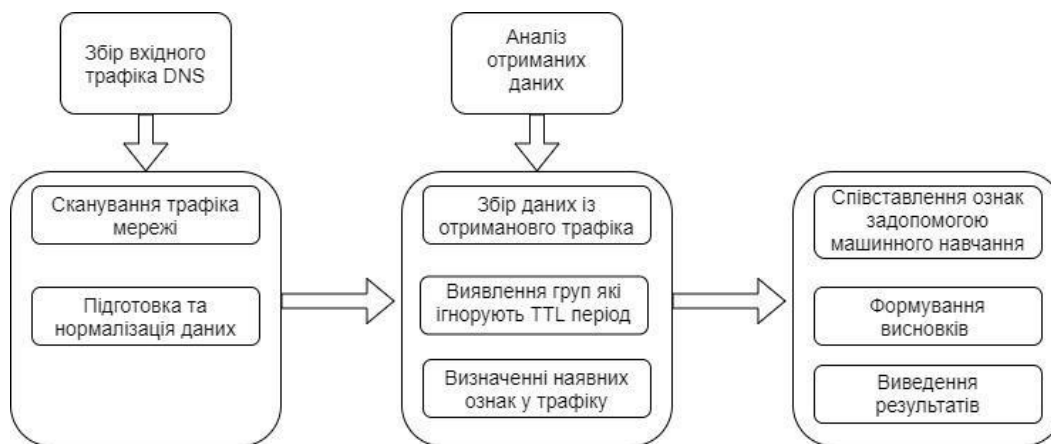 Збір вхідного
трафіка DNS
Аналіз
отриманих
даних
Сканування трафіка
мережі
Підготовка та
нормалізація даних
Збір даних із
отримановго трафіка
Виявлення груп які
ігнорують TTL період
Визначенні наявних
ознак у трафіку
Співставлення ознак
задопомогою
машинного навчання
Формування
висновків
Виведення
результатів